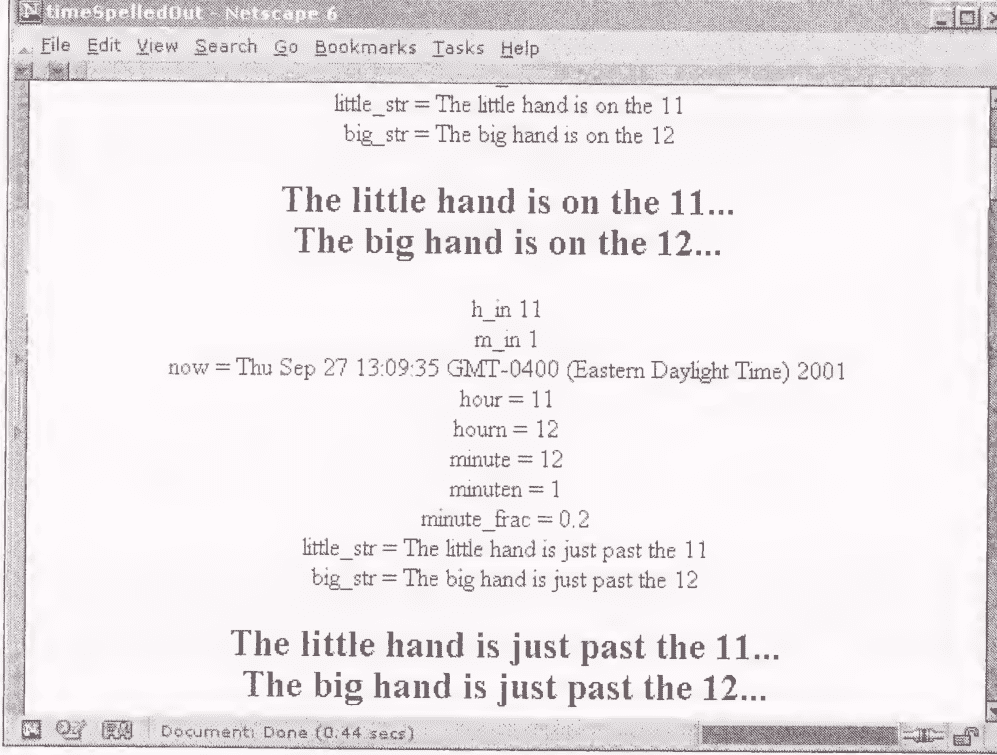 timeSpelledOut - Netscape 6
File Edit View Search Go Bookmarks Tasks Help
little_str = The little hand is on the 11
big_str = The big hand is on the 12
The little hand is on the 11...
The big hand is on the 12...
h_in 11
m_in 1
now = Thu Sep 27 13:09:35 GMT-0400 (Eastern Daylight Time) 2001
hour = 11
hourn = 12
minute = 12
minuten = 1
minute_frac = 0.2
little_str = The little hand is just past the 11
big_str = The big hand is just past the 12
The little hand is just past the 11...
The big hand is just past the 12...
Document: Done (0.44 secs)